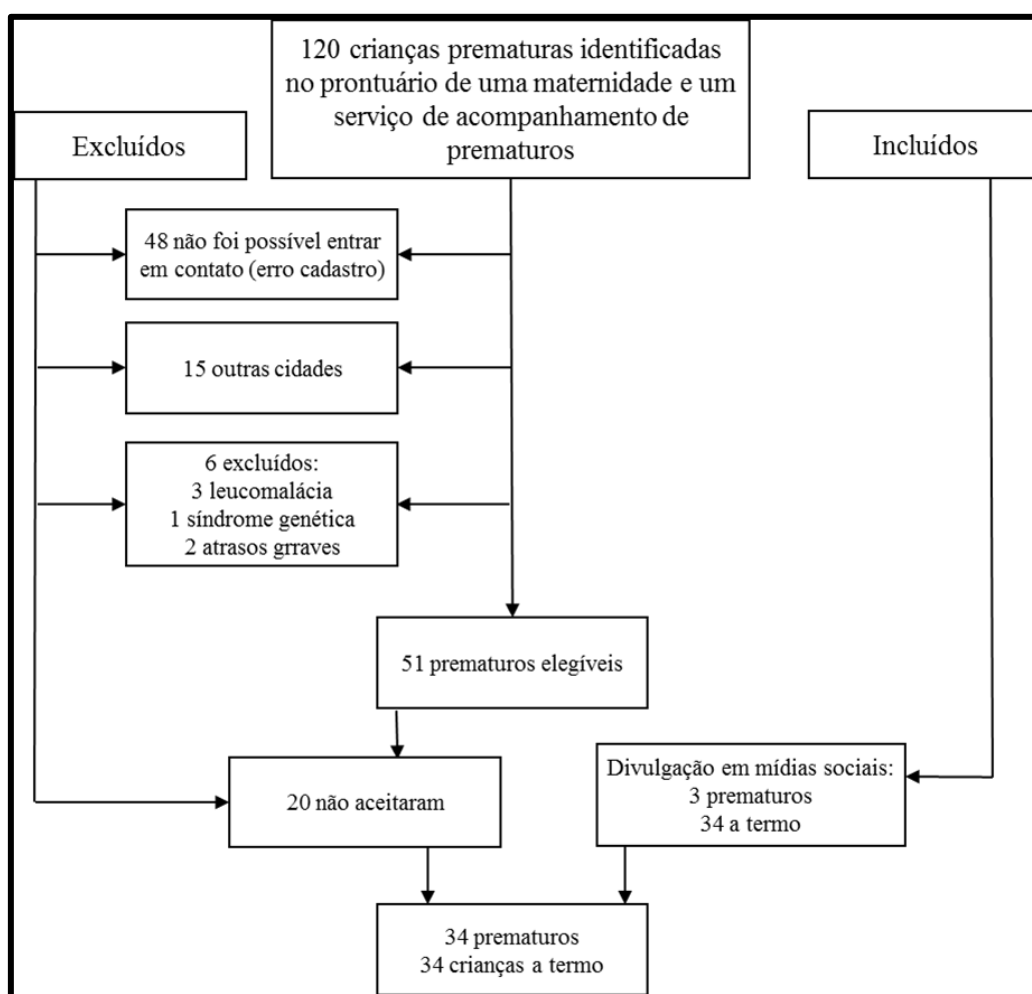 120 crianças prematuras identificadas
no prontuário de uma maternidade e um
serviço de acompanhamento de
prematuros
Excluídos
Incluídos
48 não foi possível entrar
em contato (erro cadastro)
15 outras cidades
6 excluídos:
3 leucomalácia
1 síndrome genética
2 atrasos grraves
51 prematuros elegíveis
20 não aceitaram
Divulgação em mídias sociais:
3 prematuros
34 a termo
34 prematuros
34 crianças a termo